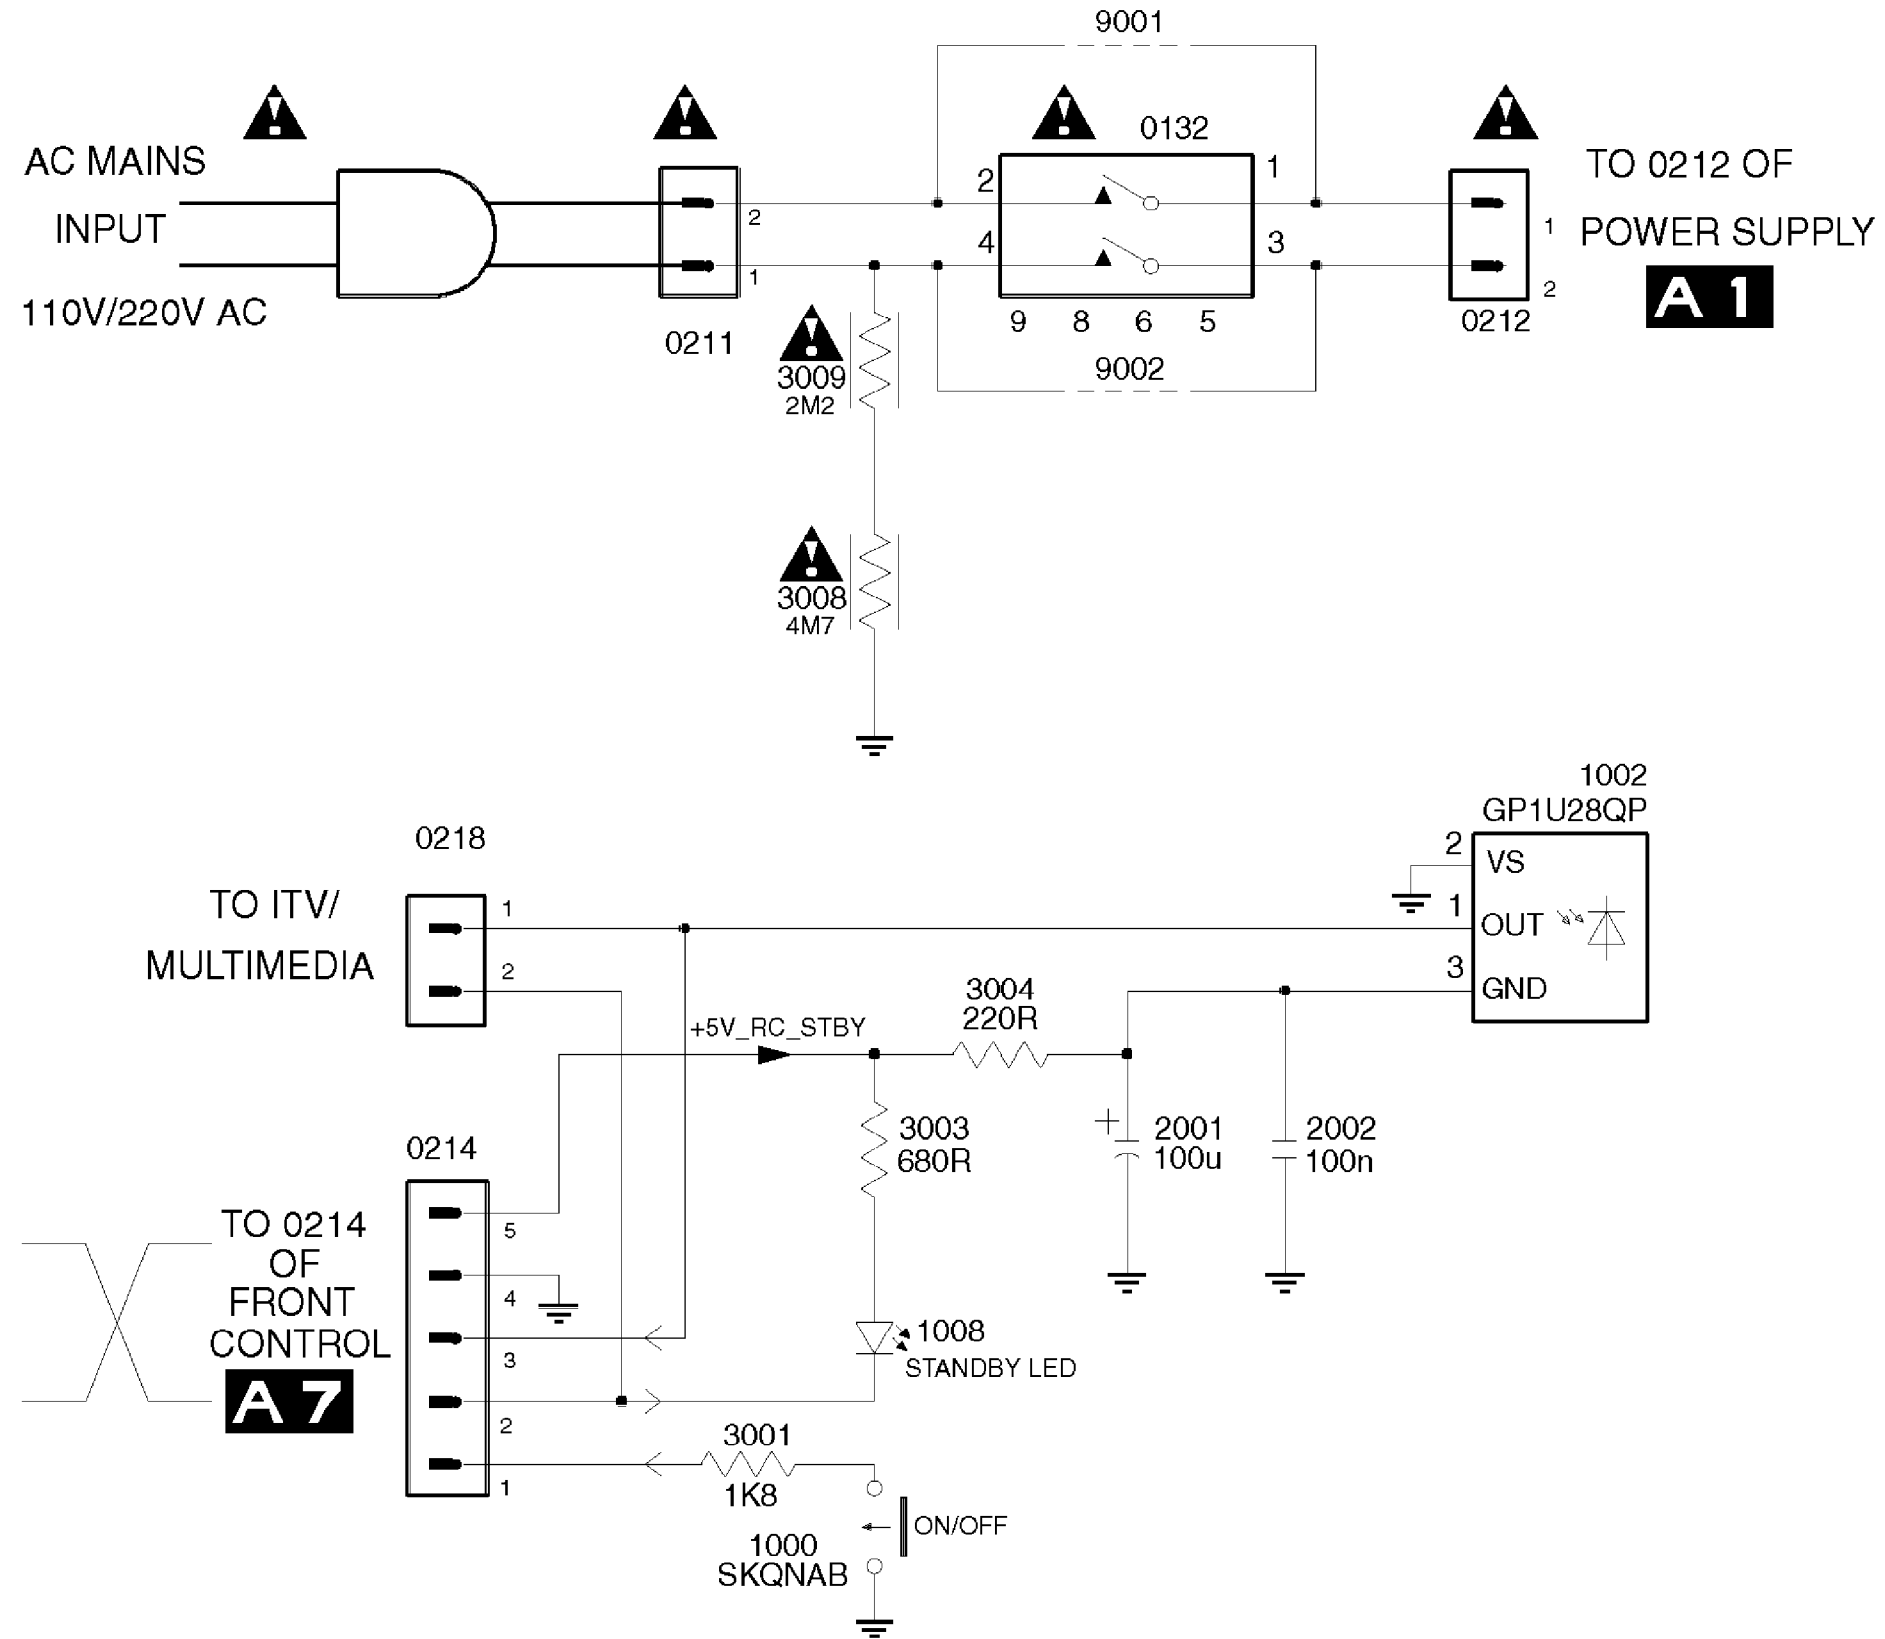 9001
AC MAINS
INPUT
110V/220V AC
2
1
0211
0132
2
1
4
3
9 8 6 5
9002
1
2
0212
TO 0212 OF
POWER SUPPLY
A 1
3009
2M2
3008
4M7
1002
GP1U28QP
2
VS
1
OUT
3
GND
0218
TO ITV/
MULTIMEDIA
1
2
+5V_RC_STBY
3004
220R
3003
680R
+
2001
100u
2002
100n
0214
TO 0214
OF
FRONT
CONTROL
A 7
5
4
3
2
1
1008
STANDBY LED
3001
1K8
1000
SKQNAB
ON/OFF